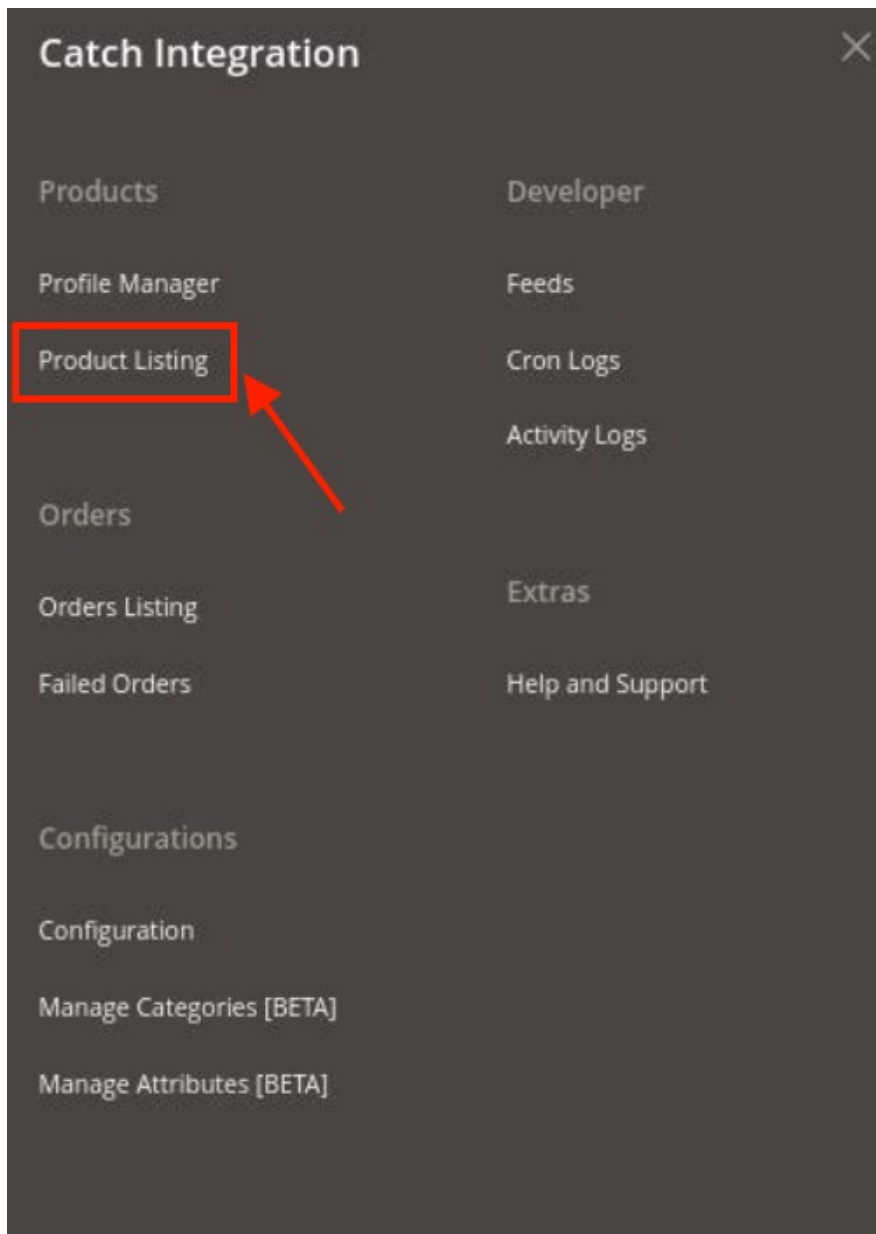 Catch Integration
Products
Profile Manager
Product Listing
Orders
Orders Listing
Failed Orders
Configurations
Configuration
Manage Categories [BETA]
Manage Attributes [BETA]
Developer
Feeds
Cron Logs
Activity Logs
Extras
Help and Support